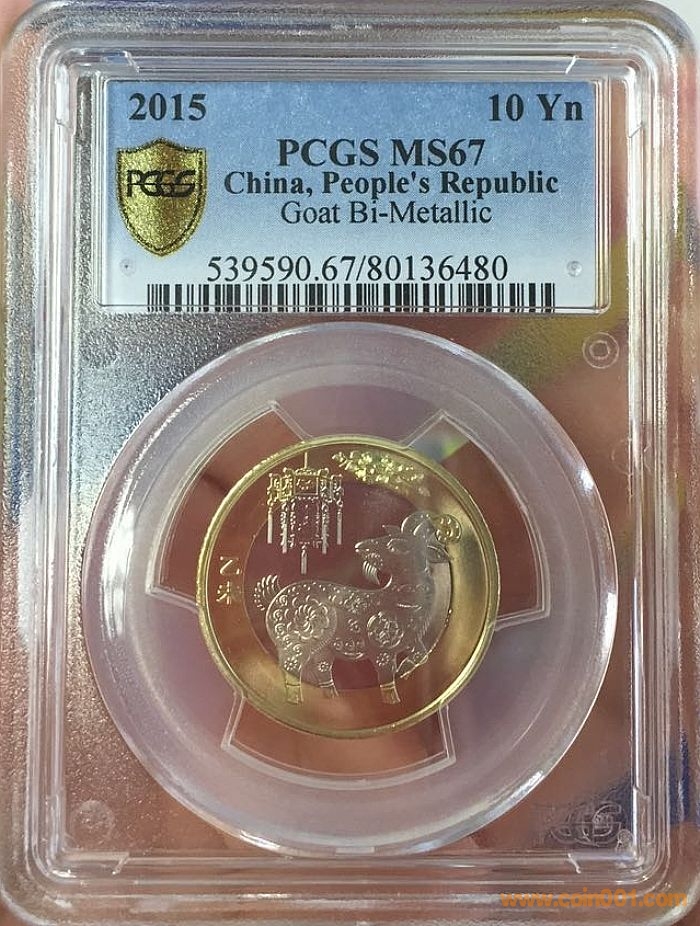 2015 10 Yn
PCGS MS67
PCGS
China, People's Republic
Goat Bi-Metallic
539590.67/80136480
乙
未
PCGS
www.coin001.com